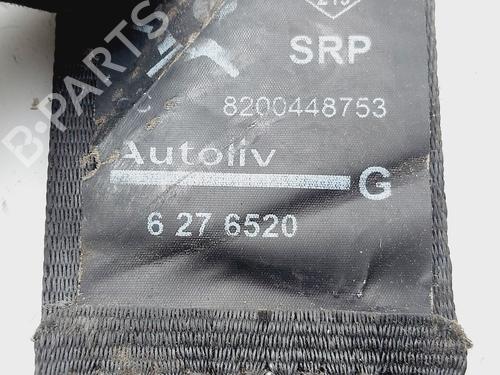 SRP
C 8200448753
Autoliv
G
6 27 6520
B-PARTS